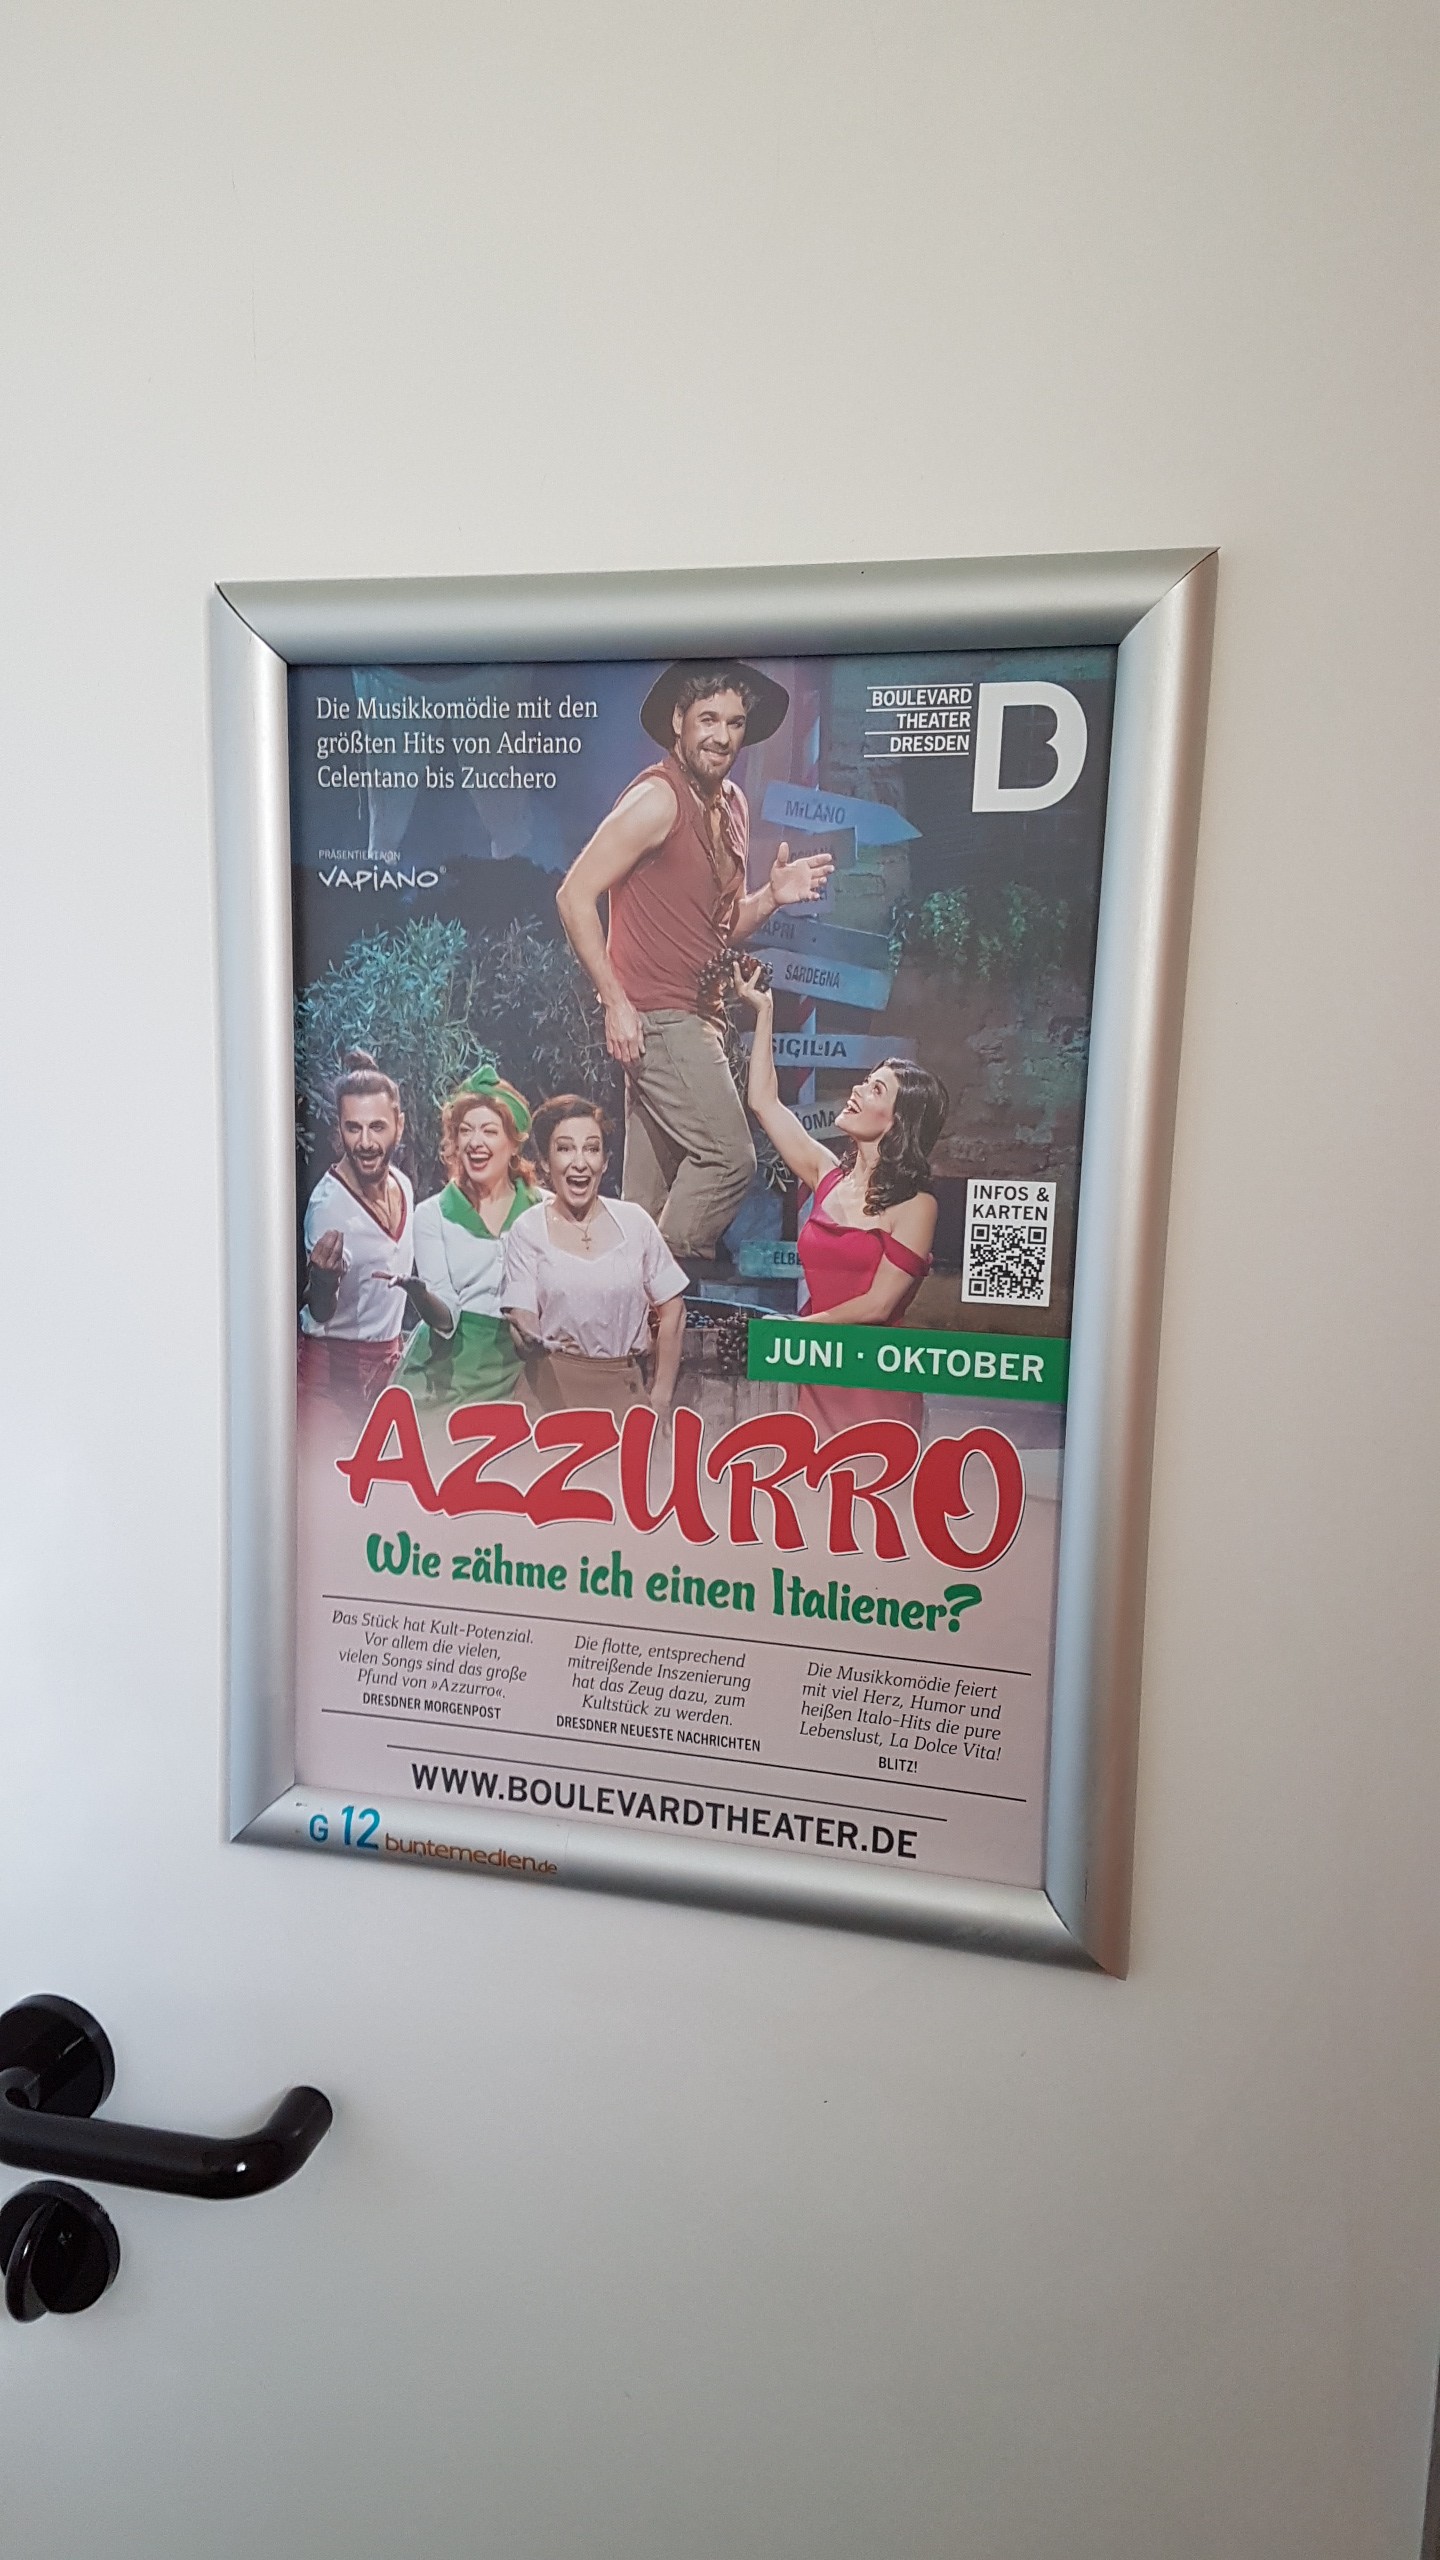 Die Musikkomödie mit den
größten Hits von Adriano
Celentano bis Zucchero
PRÄSENTIERT VON
VAPIANO®
BOULEVARD
THEATER
DRESDEN
B
MiLANO
SARDEGNA
SICILIA
INFOS &
KARTEN
JUNI · OKTOBER
AZZURRO
Wie zähme ich einen Italiener?
Das Stück hat Kult-Potenzial.
Vor allem die vielen,
vielen Songs sind das große
Pfund von »Azzurro«.
DRESDNER MORGENPOST
Die flotte, entsprechend
mitreißende Inszenierung
hat das Zeug dazu, zum
Kultstück zu werden.
DRESDNER NEUESTE NACHRICHTEN
Die Musikkomödie feiert
mit viel Herz, Humor und
heißen Italo-Hits die pure
Lebenslust, La Dolce Vita!
BLITZ!
WWW.BOULEVARDTHEATER.DE
G 12 buntemedien.de